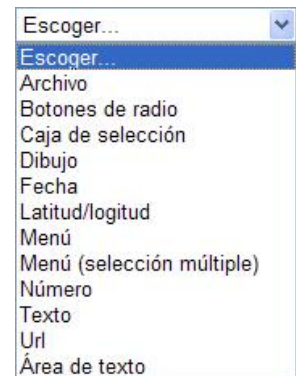 Escoger...
Escoger...
Archivo
Botones de radio
Caja de selección
Dibujo
Fecha
Latitud/logitud
Menú
Menú (selección múltiple)
Número
Texto
Url
Área de texto